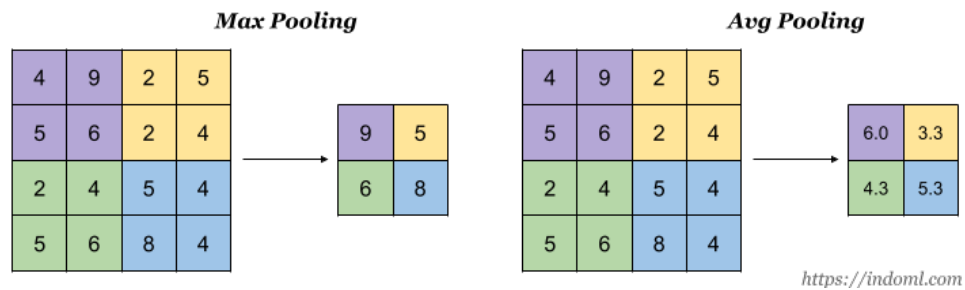 Max Pooling Avg Pooling
4 9 2 5 4 9 2 5
5 6 2 4 9 5 5 6 2 4 6.0 3.3
2 4 5 4 6 8 2 4 5 4 4.3 5.3
5 6 8 4 5 6 8 4
https://indoml.com